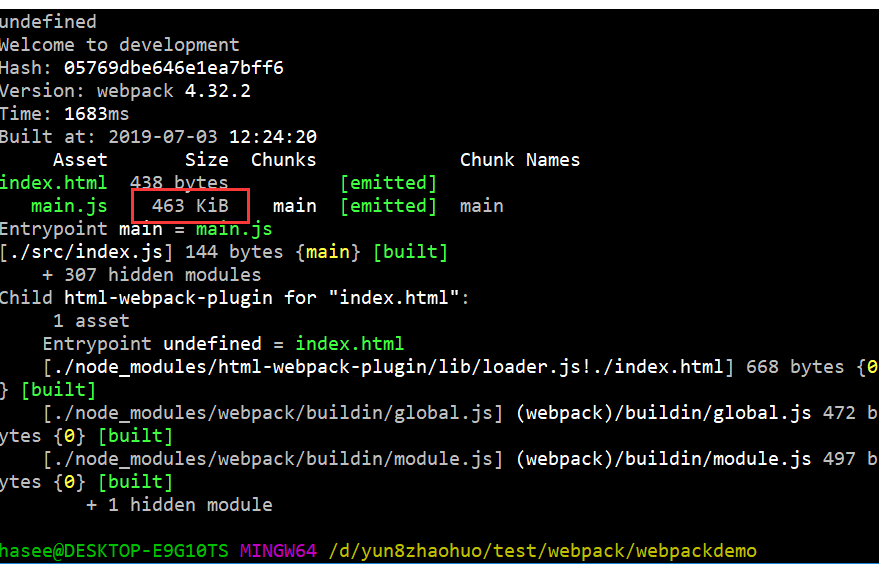 undefined
Welcome to development
Hash: 05769dbe646e1ea7bff6
Version: webpack 4.32.2
Time: 1683ms
Built at: 2019-07-03 12:24:20
     Asset       Size  Chunks             Chunk Names
index.html  438 bytes          [emitted]
   main.js    463 KiB    main  [emitted]  main
Entrypoint main = main.js
[./src/index.js] 144 bytes {main} [built]
    + 307 hidden modules
Child html-webpack-plugin for "index.html":
     1 asset
    Entrypoint undefined = index.html
    [./node_modules/html-webpack-plugin/lib/loader.js!./index.html] 668 bytes {0
} [built]
    [./node_modules/webpack/buildin/global.js] (webpack)/buildin/global.js 472 b
ytes {0} [built]
    [./node_modules/webpack/buildin/module.js] (webpack)/buildin/module.js 497 b
ytes {0} [built]
        + 1 hidden module
hasee@DESKTOP-E9G10TS MINGW64 /d/yun8zhaohuo/test/webpack/webpackdemo